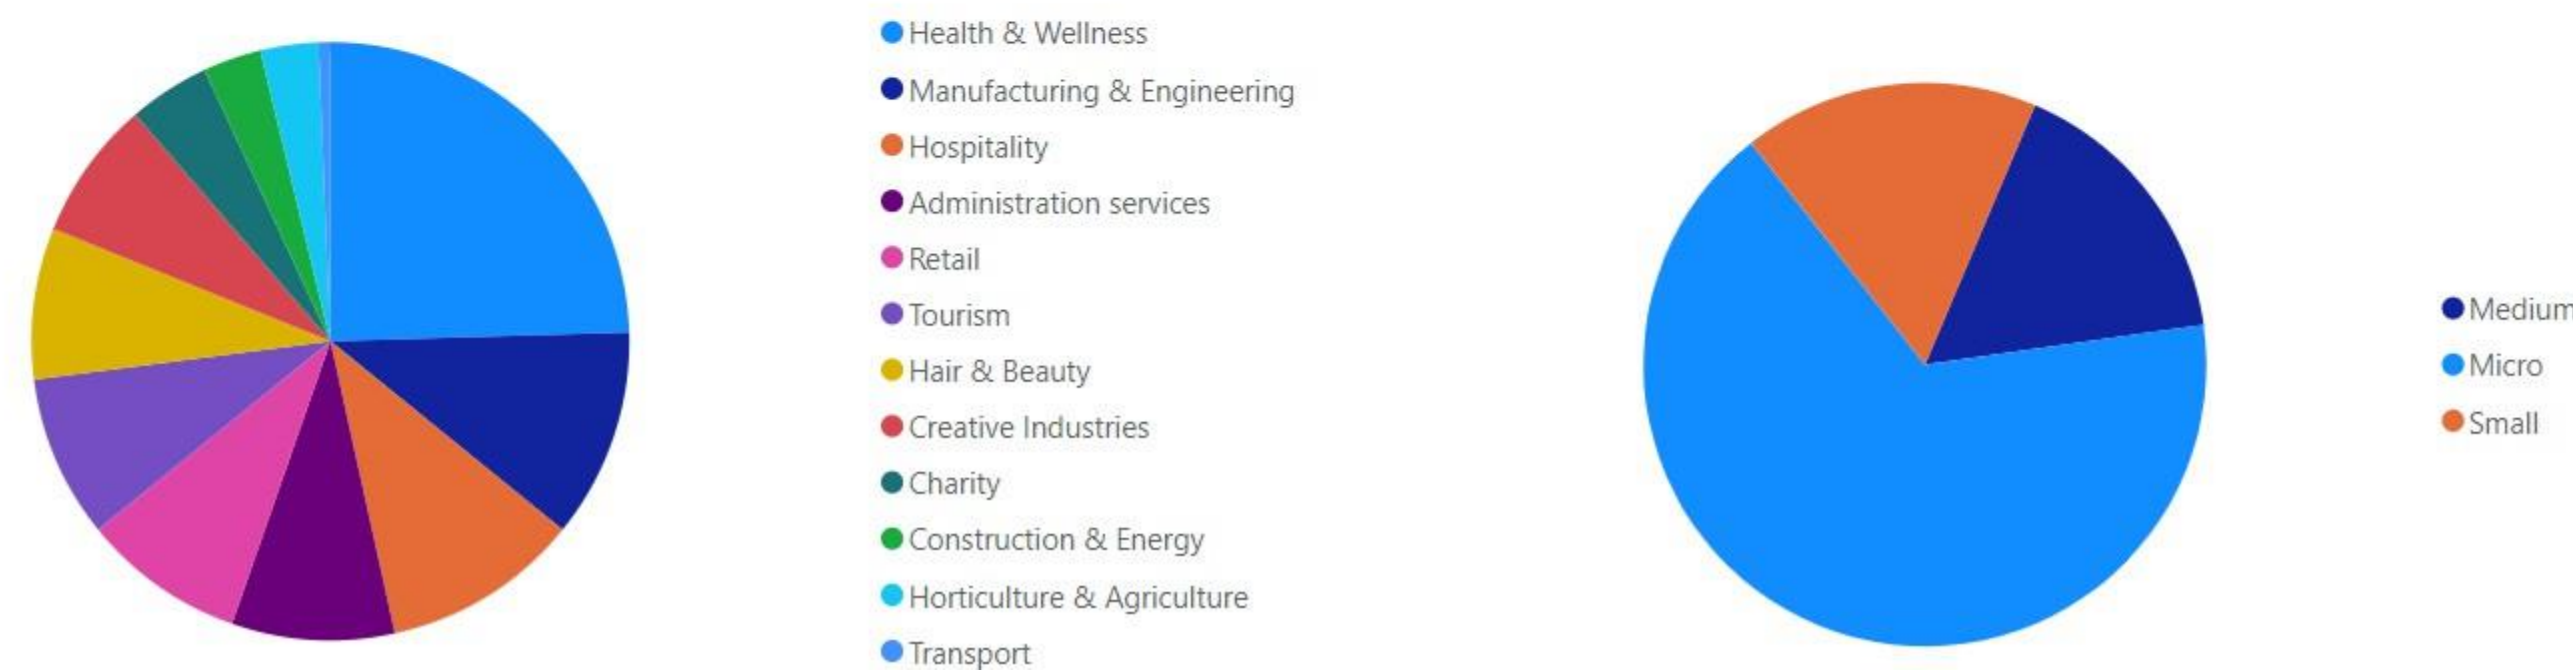 Health & Wellness
Manufacturing & Engineering
Hospitality
Administration services
Retail
Tourism
Hair & Beauty
Creative Industries
Charity
Construction & Energy
Horticulture & Agriculture
Transport
Medium
Micro
Small